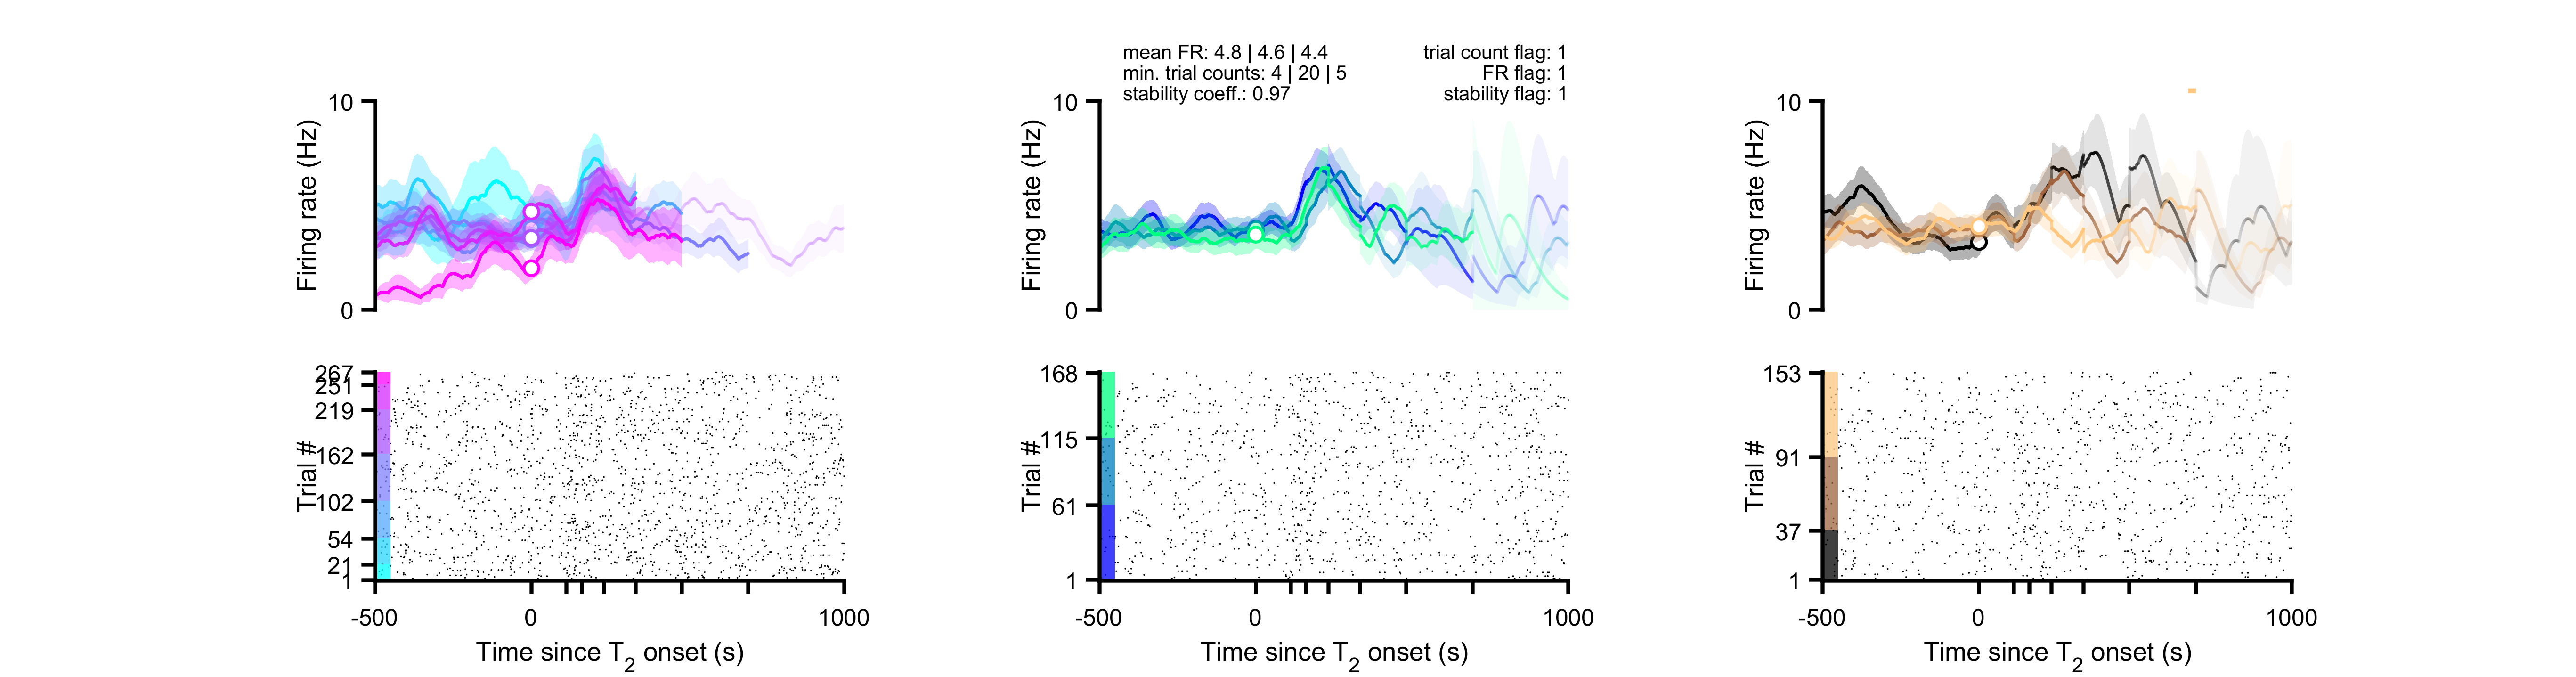 mean FR: 4.8 | 4.6 | 4.4
min. trial counts: 4 | 20 | 5
stability coeff.: 0.97
trial count flag: 1
FR flag: 1
stability flag: 1
10
Firing rate (Hz)
0
10
Firing rate (Hz)
0
10
Firing rate (Hz)
0
267
251
219
162
102
54
21
1
Trial #
-500
0
1000
Time since T2 onset (s)
168
115
61
1
Trial #
-500
0
1000
Time since T2 onset (s)
153
91
37
1
Trial #
-500
0
1000
Time since T2 onset (s)